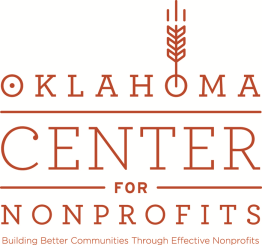 OKLAHOMA
CENTER
FOR
NONPROFITS
Building Better Communities Through Effective Nonprofits